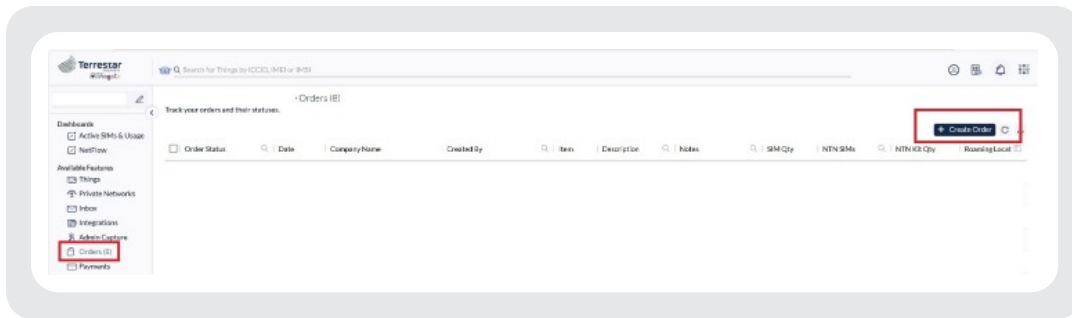 Terrestar
Search for Things by ICCID, IMEI or IMSI
Orders (8)
Track your orders and their statuses.
Create Order
Dashboards
Active SIMs & Usage
NetFlow
Order Status
Date
Company Name
Created By
Item
Description
Notes
SIM Qty
NTN SIMs
NTN Kit Qty
Roaming Locat
Available Features
Things
Private Networks
Inbox
Integrations
Admin Capture
Orders (8)
Payments